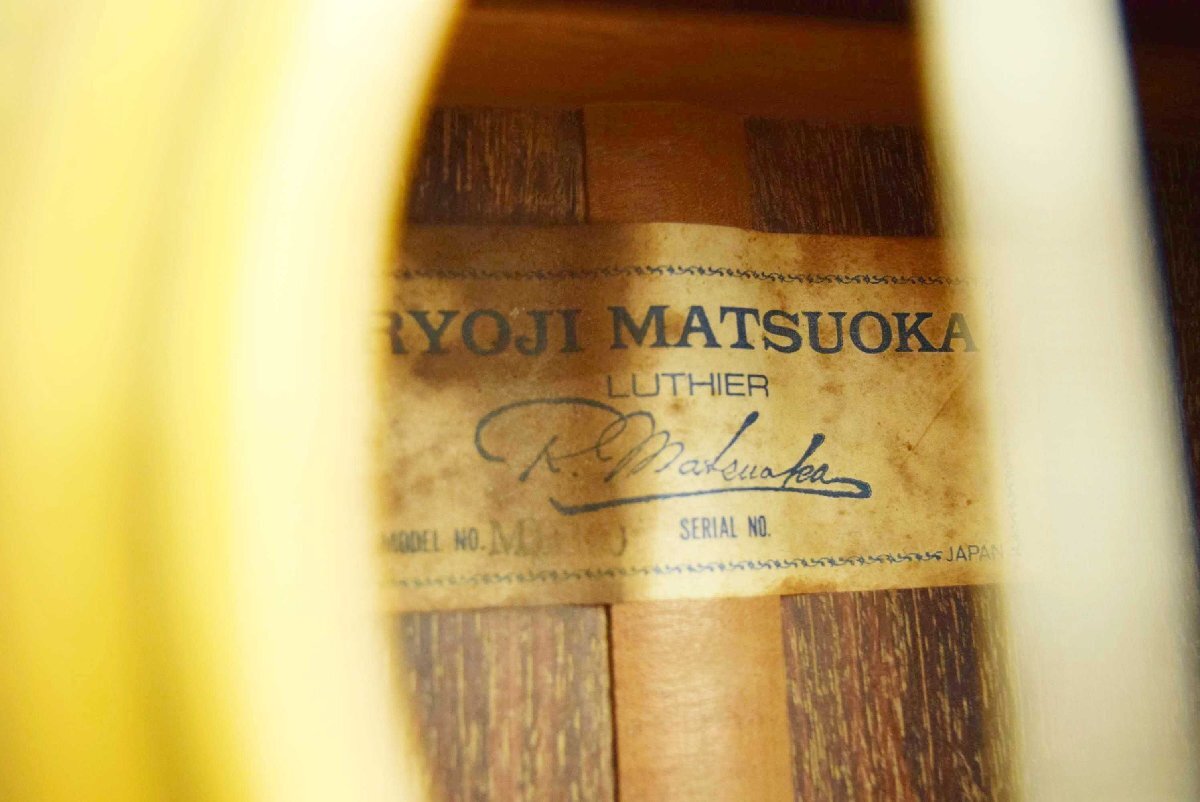 RYOJI MATSUOKA
LUTHIER
R. Matsuoka
MODEL NO. SERIAL NO.
JAPAN